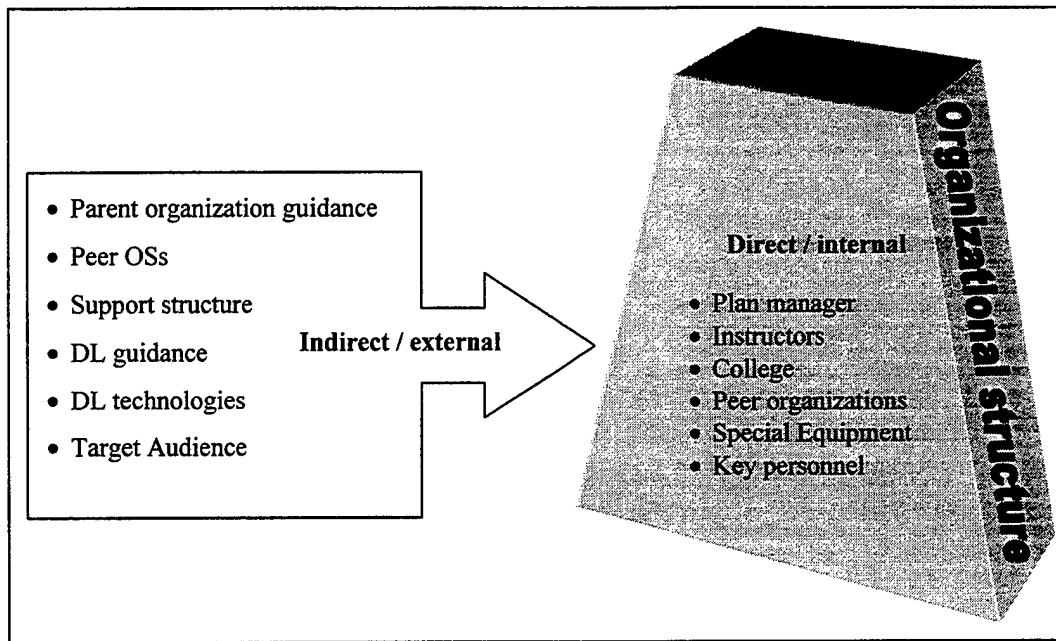 • Parent organization guidance
• Peer OSs
• Support structure
• DL guidance
• DL technologies
• Target Audience
Indirect / external
Direct / internal
• Plan manager
• Instructors
• College
• Peer organizations
• Special Equipment
• Key personnel
Organizational structure